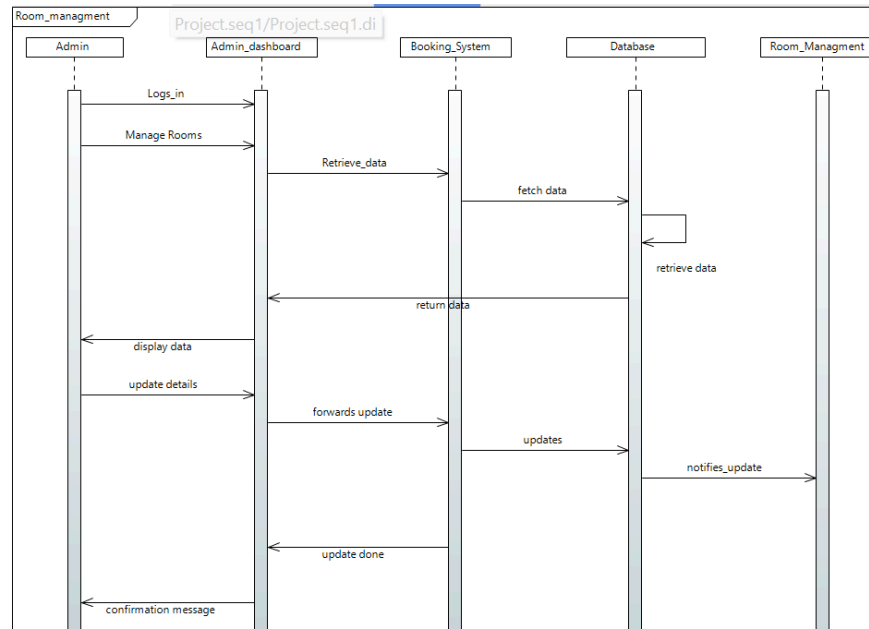 Room_managment
Project.seq1/Project.seq1.di
Admin
Admin_dashboard
Booking_System
Database
Room_Managment
Logs_in
Manage Rooms
Retrieve_data
fetch data
retrieve data
return data
display data
update details
forwards update
updates
notifies_update
update done
confirmation message